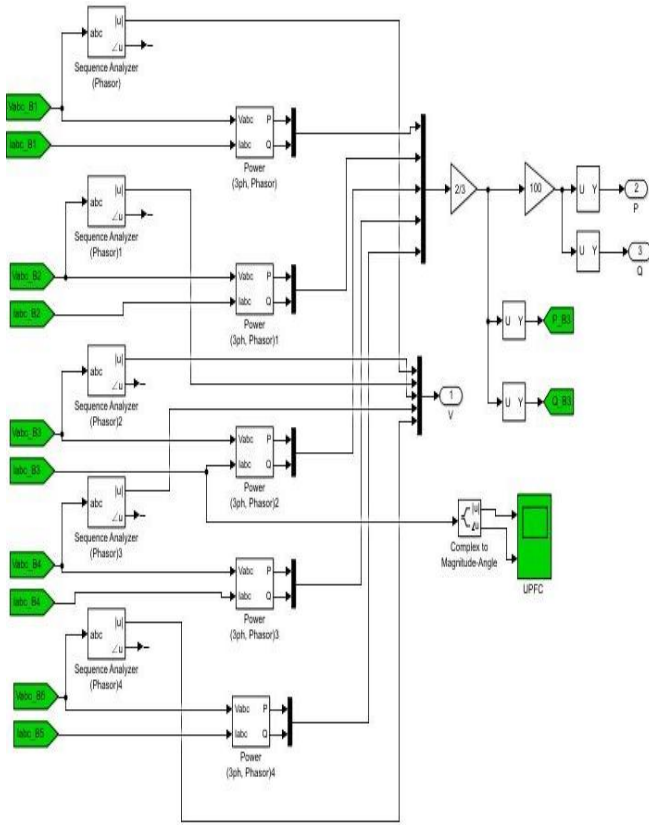 |u|
abc
∠u
Sequence Analyzer
(Phasor)
Vabc_B1
Iabc_B1
Vabc P
Iabc Q
Power
(3ph, Phasor)
2/3
100
U Y
2
P
U Y
3
Q
|u|
abc
∠u
Sequence Analyzer
(Phasor)1
Vabc_B2
Iabc_B2
Vabc P
Iabc Q
Power
(3ph, Phasor)1
U Y
P_B3
|u|
abc
∠u
Sequence Analyzer
(Phasor)2
1
V
U Y
Q_B3
Vabc_B3
Iabc_B3
Vabc P
Iabc Q
Power
(3ph, Phasor)2
|u|
abc
∠u
Sequence Analyzer
(Phasor)3
|u|
∠u
Complex to
Magnitude-Angle
UPFC
Vabc_B4
Iabc_B4
Vabc P
Iabc Q
Power
(3ph, Phasor)3
|u|
abc
∠u
Sequence Analyzer
(Phasor)4
Vabc_B5
Iabc_B5
Vabc P
Iabc Q
Power
(3ph, Phasor)4